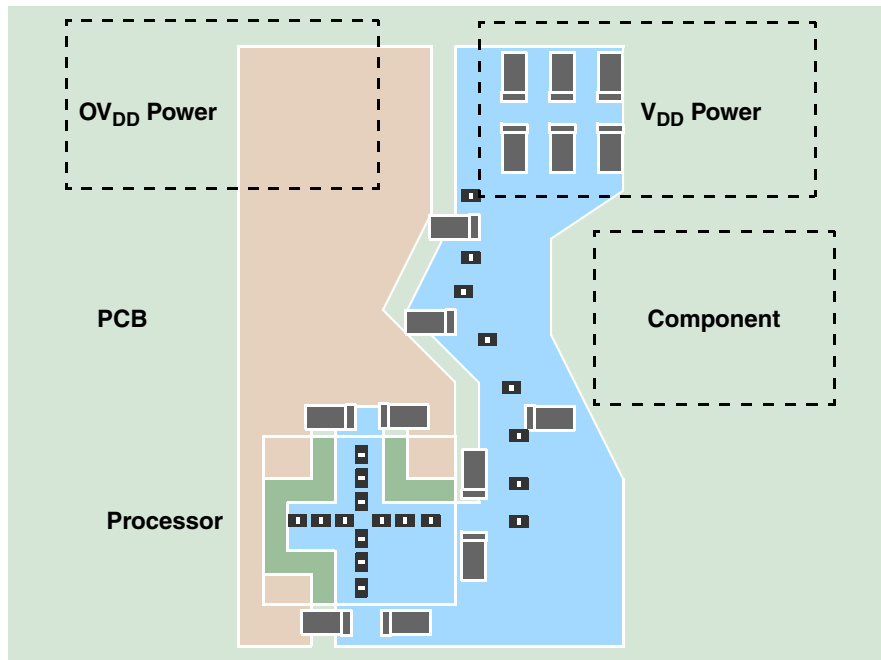 OVDD Power
VDD Power
PCB
Component
Processor